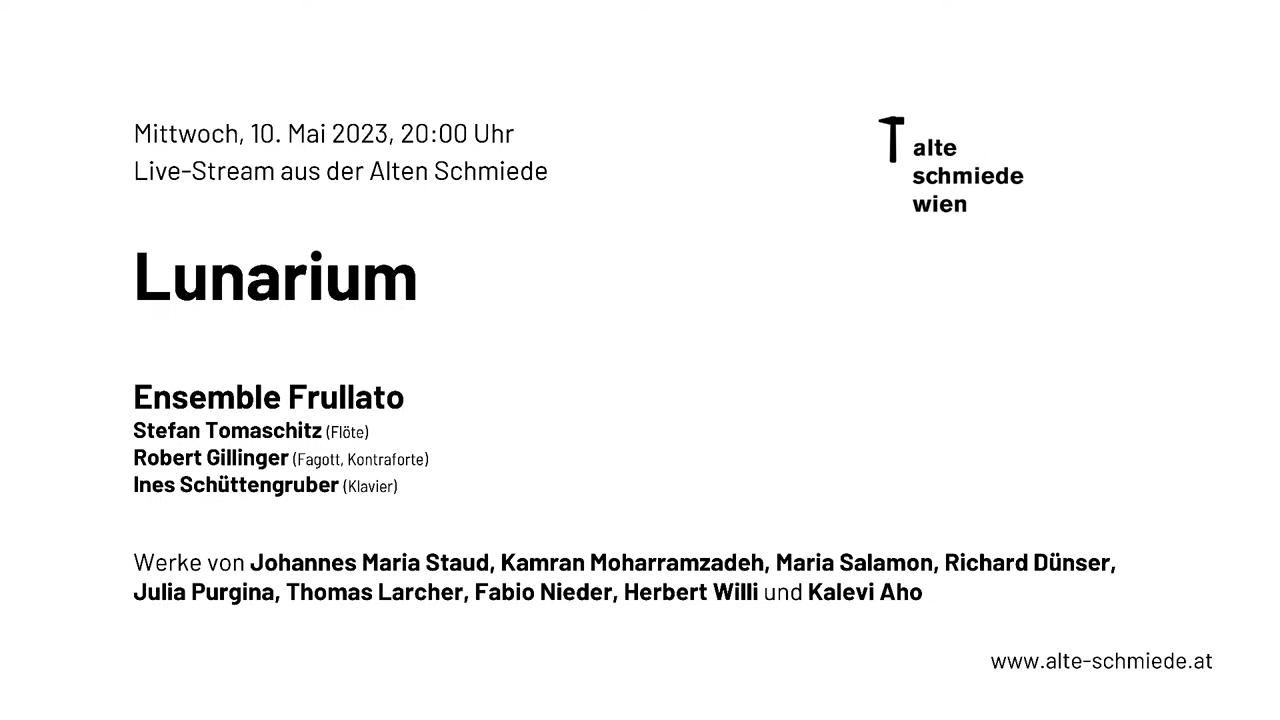 Mittwoch, 10. Mai 2023, 20:00 Uhr
Live-Stream aus der Alten Schmiede
alte
schmiede
wien
Lunarium
Ensemble Frullato
Stefan Tomaschitz (Flöte)
Robert Gillinger (Fagott, Kontraforte)
Ines Schüttengruber (Klavier)
Werke von Johannes Maria Staud, Kamran Moharramzadeh, Maria Salamon, Richard Dünser,
Julia Purgina, Thomas Larcher, Fabio Nieder, Herbert Willi und Kalevi Aho
www.alte-schmiede.at